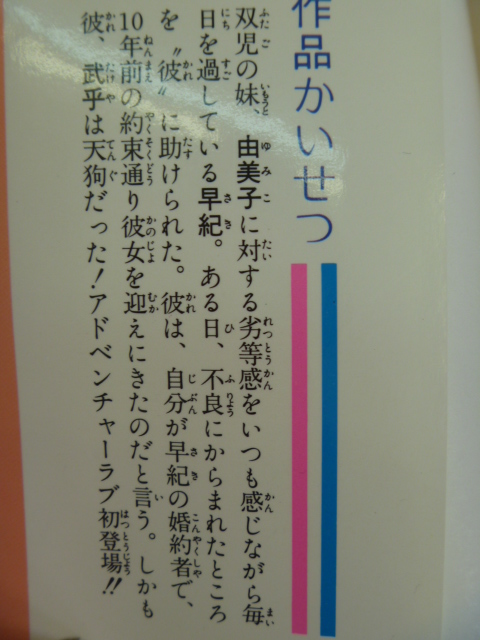 作品かいせつ
双児の妹、由美子に対する劣等感をいつも感じながら毎
日を過している早紀。ある日、不良にからまれたところ
を〝彼〟に助けられた。彼は、自分が早紀の婚約者で、
10年前の約束通り彼女を迎えにきたのだと言う。しかも
彼、武乎は天狗だった!アドベンチャーラブ初登場!!